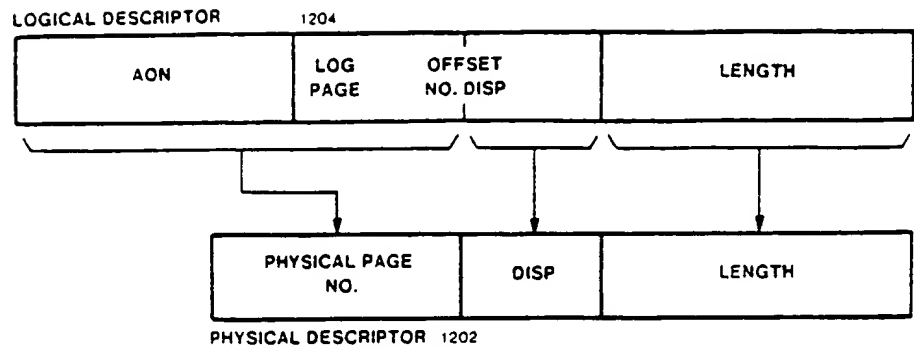 LOGICAL DESCRIPTOR 1204
AON
LOG OFFSET
PAGE NO. DISP
LENGTH
PHYSICAL PAGE
NO.
DISP
LENGTH
PHYSICAL DESCRIPTOR 1202